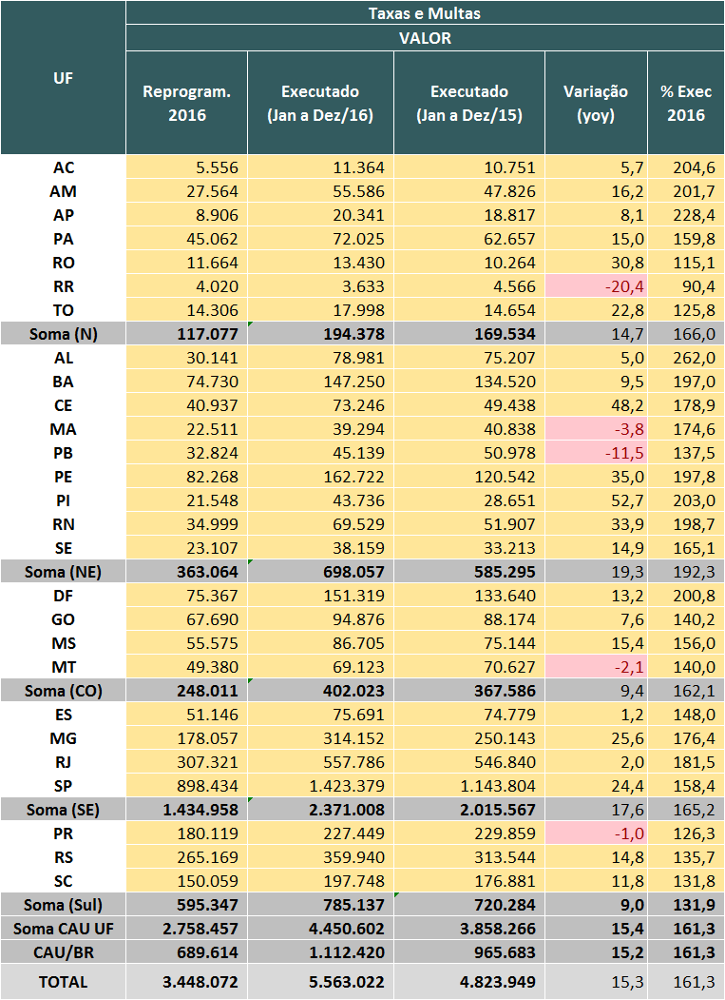 Taxas e Multas
VALOR
UF
Reprogram. 2016
Executado (Jan a Dez/16)
Executado (Jan a Dez/15)
Variação (yoy)
% Exec 2016
AC 5.556 11.364 10.751 5,7 204,6
AM 27.564 55.586 47.826 16,2 201,7
AP 8.906 20.341 18.817 8,1 228,4
PA 45.062 72.025 62.657 15,0 159,8
RO 11.664 13.430 10.264 30,8 115,1
RR 4.020 3.633 4.566 -20,4 90,4
TO 14.306 17.998 14.654 22,8 125,8
Soma (N) 117.077 194.378 169.534 14,7 166,0
AL 30.141 78.981 75.207 5,0 262,0
BA 74.730 147.250 134.520 9,5 197,0
CE 40.937 73.246 49.438 48,2 178,9
MA 22.511 39.294 40.838 -3,8 174,6
PB 32.824 45.139 50.978 -11,5 137,5
PE 82.268 162.722 120.542 35,0 197,8
PI 21.548 43.736 28.651 52,7 203,0
RN 34.999 69.529 51.907 33,9 198,7
SE 23.107 38.159 33.213 14,9 165,1
Soma (NE) 363.064 698.057 585.295 19,3 192,3
DF 75.367 151.319 133.640 13,2 200,8
GO 67.690 94.876 88.174 7,6 140,2
MS 55.575 86.705 75.144 15,4 156,0
MT 49.380 69.123 70.627 -2,1 140,0
Soma (CO) 248.011 402.023 367.586 9,4 162,1
ES 51.146 75.691 74.779 1,2 148,0
MG 178.057 314.152 250.143 25,6 176,4
RJ 307.321 557.786 546.840 2,0 181,5
SP 898.434 1.423.379 1.143.804 24,4 158,4
Soma (SE) 1.434.958 2.371.008 2.015.567 17,6 165,2
PR 180.119 227.449 229.859 -1,0 126,3
RS 265.169 359.940 313.544 14,8 135,7
SC 150.059 197.748 176.881 11,8 131,8
Soma (Sul) 595.347 785.137 720.284 9,0 131,9
Soma CAU UF 2.758.457 4.450.602 3.858.266 15,4 161,3
CAU/BR 689.614 1.112.420 965.683 15,2 161,3
TOTAL 3.448.072 5.563.022 4.823.949 15,3 161,3